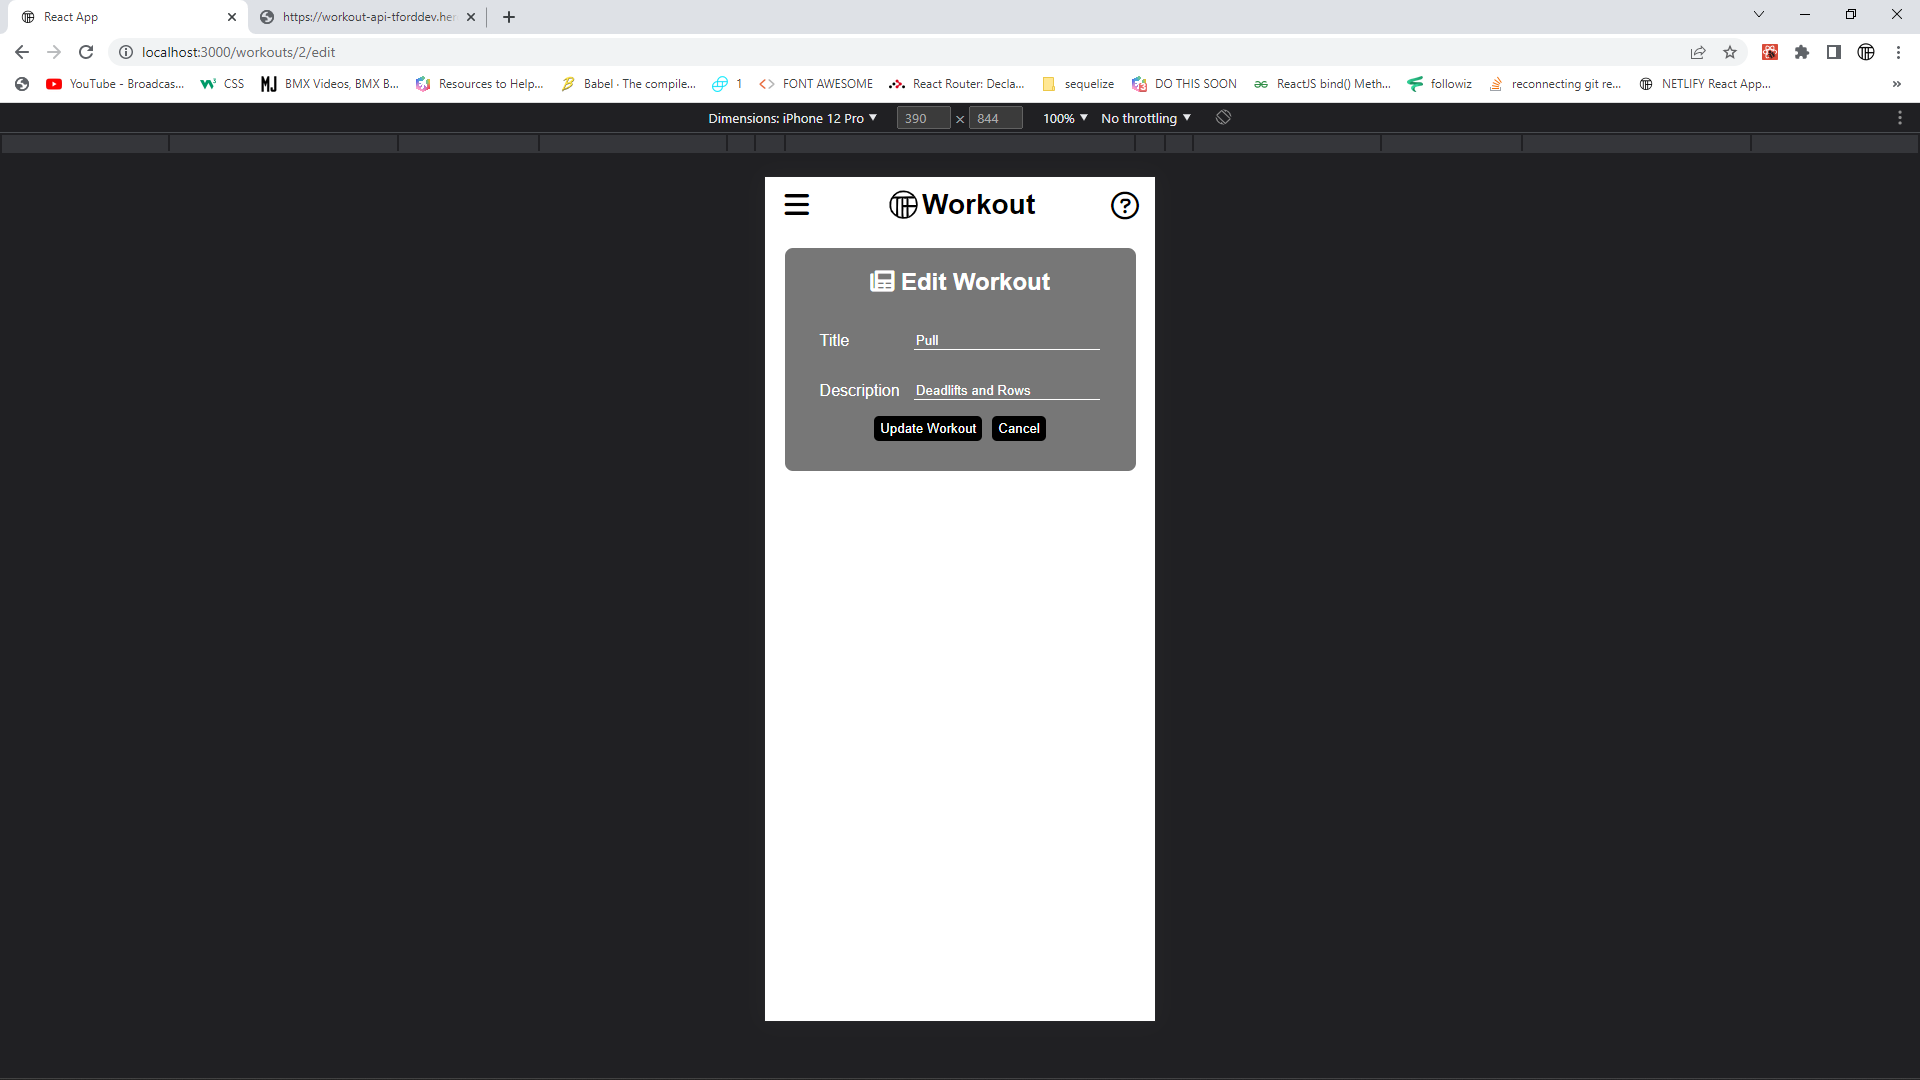 React App
https://workout-api-tforddev.her
localhost:3000/workouts/2/edit
YouTube - Broadcas...
CSS
BMX Videos, BMX B...
Resources to Help...
Babel · The compile...
1
FONT AWESOME
React Router: Decla...
sequelize
DO THIS SOON
ReactJS bind() Meth...
followiz
reconnecting git re...
NETLIFY React App...
»
Dimensions: iPhone 12 Pro
390 × 844
100%
No throttling
Workout
Edit Workout
Title
Pull
Description
Deadlifts and Rows
Update Workout
Cancel